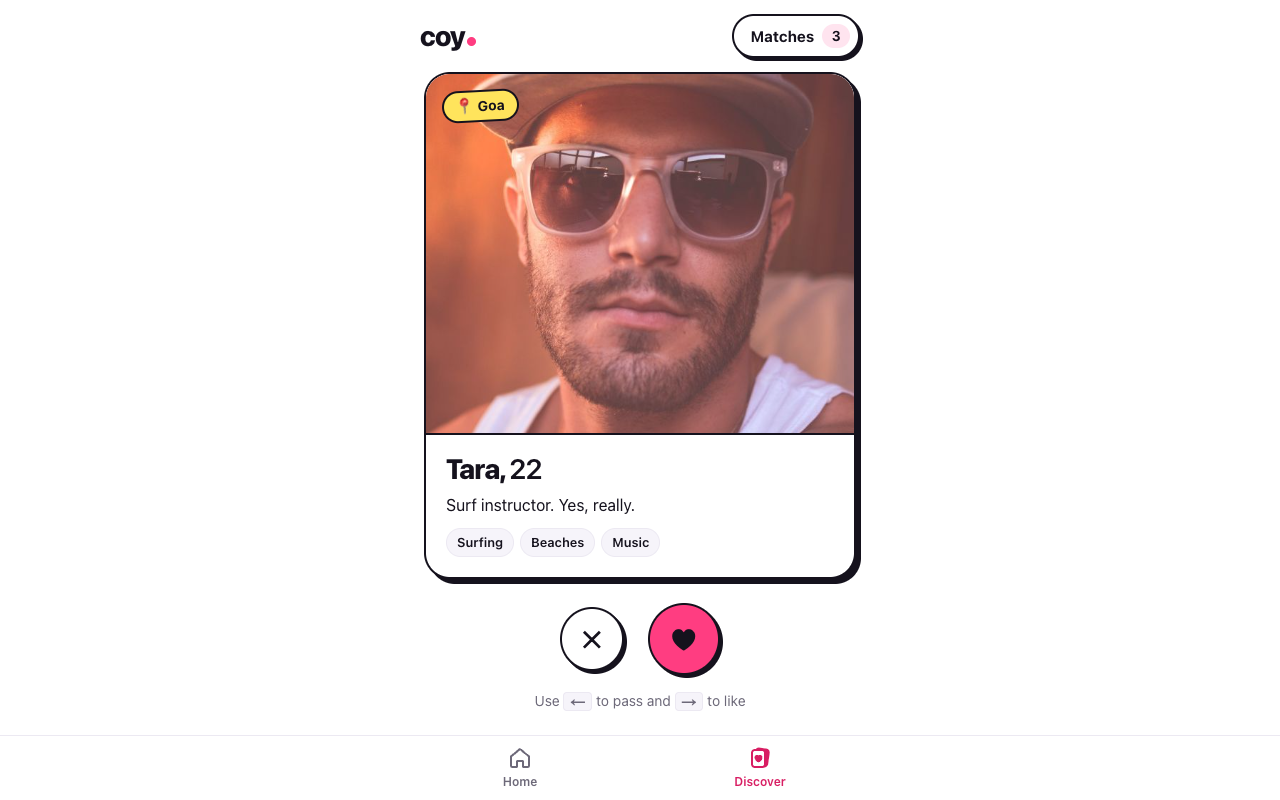 coy.
Matches 3
📍 Goa
Tara, 22
Surf instructor. Yes, really.
Surfing Beaches Music
Use ← to pass and → to like
Home Discover